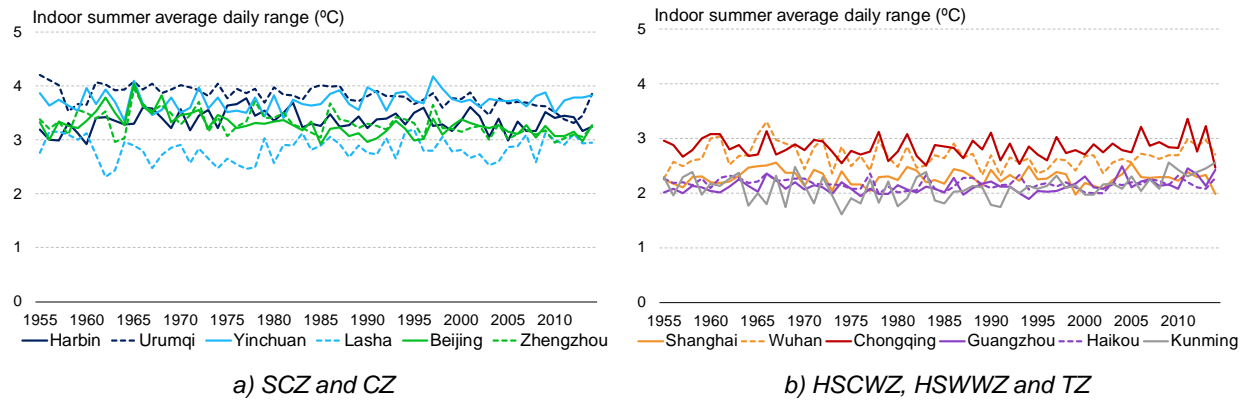 Indoor summer average daily range (ºC)
5
4
3
2
1
0
1955 1960 1965 1970 1975 1980 1985 1990 1995 2000 2005 2010
Harbin Urumqi Yinchuan Lasha Beijing Zhengzhou
a) SCZ and CZ
Indoor summer average daily range (ºC)
5
4
3
2
1
0
1955 1960 1965 1970 1975 1980 1985 1990 1995 2000 2005 2010
Shanghai Wuhan Chongqing Guangzhou Haikou Kunming
b) HSCWZ, HSWWZ and TZ